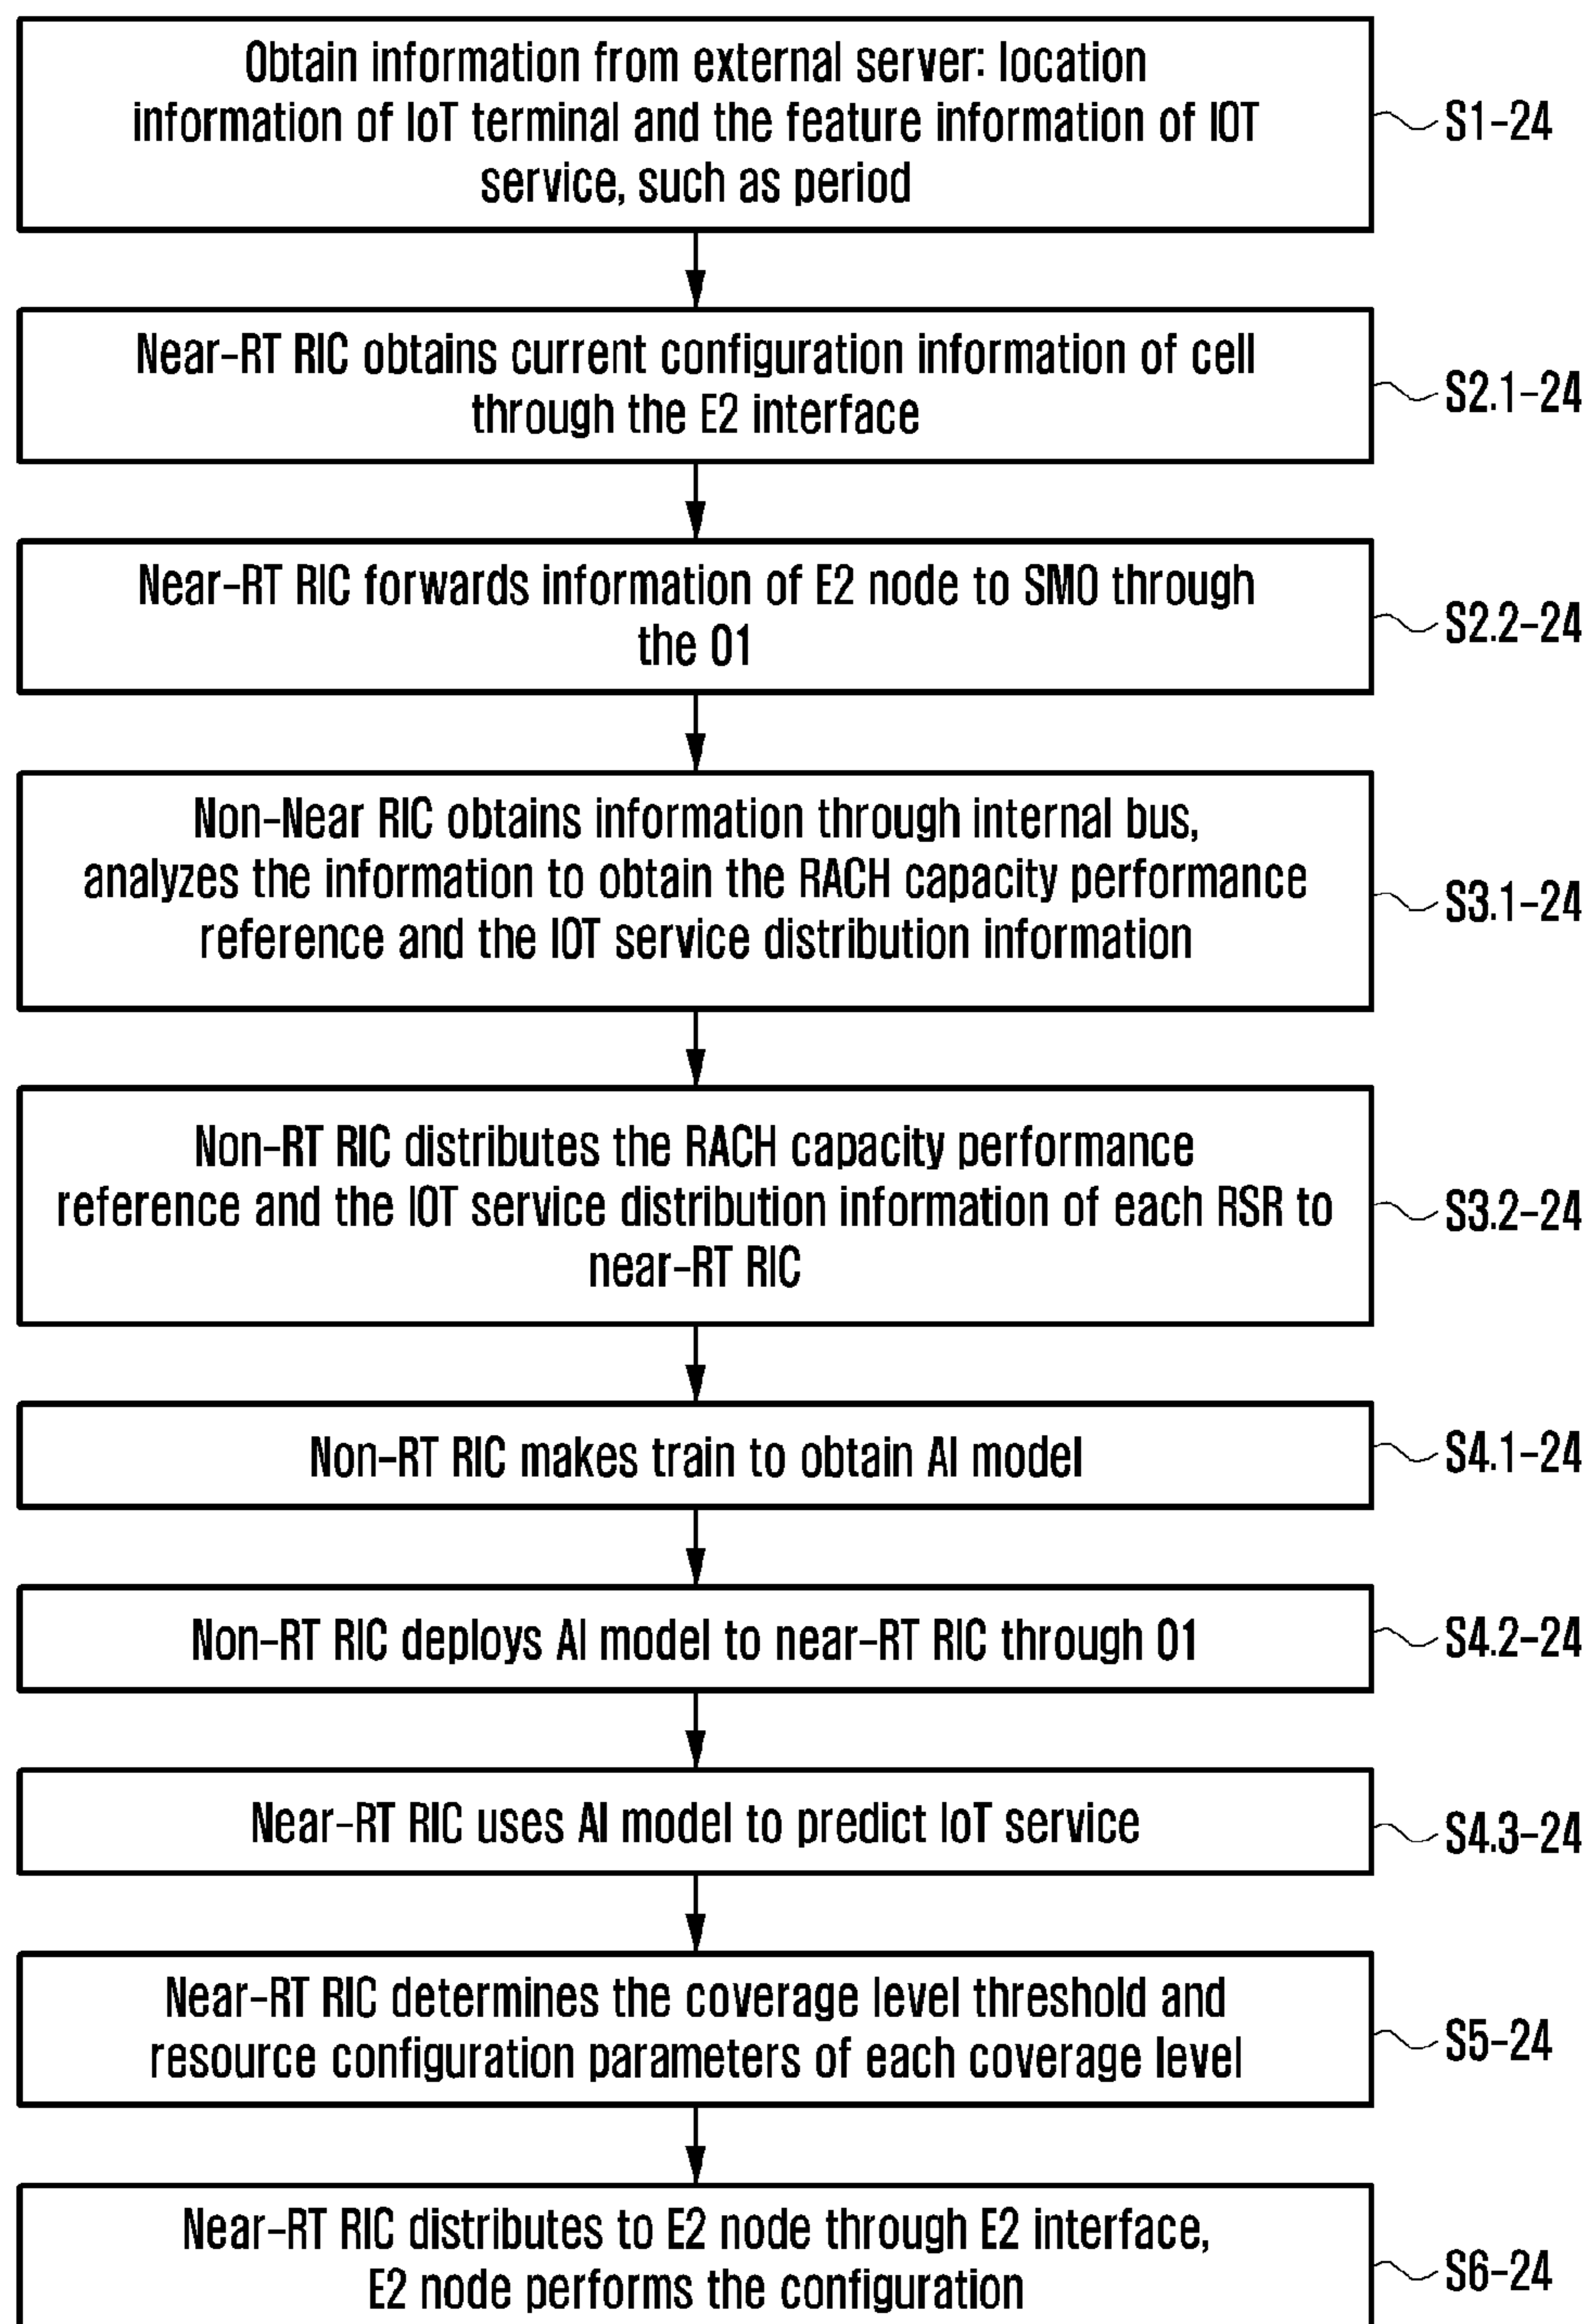 Obtain information from external server: location
information of IoT terminal and the feature information of IOT
service, such as period
S1-24
Near-RT RIC obtains current configuration information of cell
through the E2 interface
S2.1-24
Near-RT RIC forwards information of E2 node to SMO through
the O1
S2.2-24
Non-Near RIC obtains information through internal bus,
analyzes the information to obtain the RACH capacity performance
reference and the IOT service distribution information
S3.1-24
Non-RT RIC distributes the RACH capacity performance
reference and the IOT service distribution information of each RSR to
near-RT RIC
S3.2-24
Non-RT RIC makes train to obtain AI model
S4.1-24
Non-RT RIC deploys AI model to near-RT RIC through O1
S4.2-24
Near-RT RIC uses AI model to predict IoT service
S4.3-24
Near-RT RIC determines the coverage level threshold and
resource configuration parameters of each coverage level
S5-24
Near-RT RIC distributes to E2 node through E2 interface,
E2 node performs the configuration
S6-24